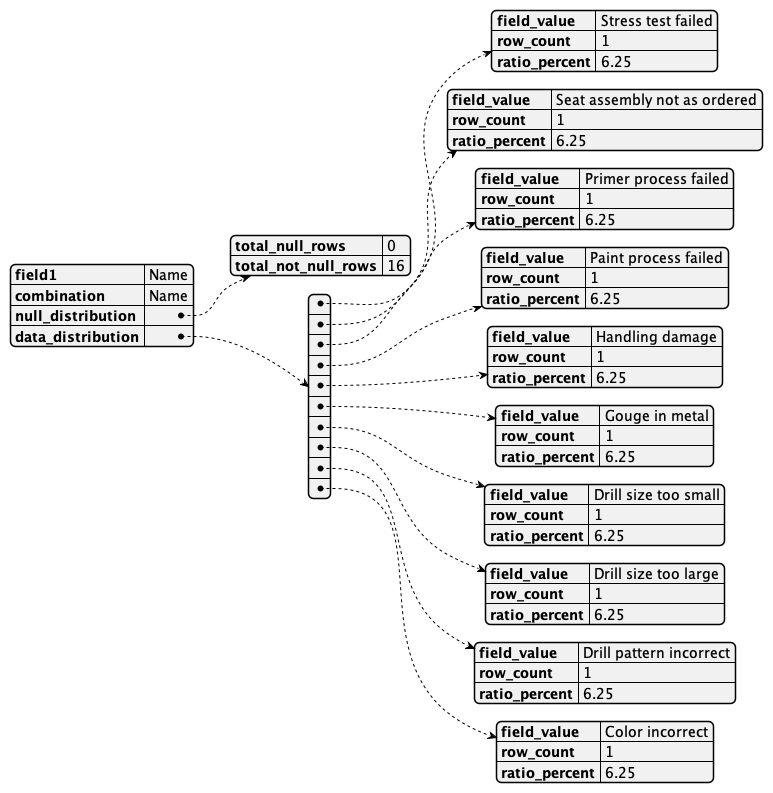 field1 Name
combination Name
null_distribution
data_distribution
total_null_rows 0
total_not_null_rows 16
field_value Stress test failed
row_count 1
ratio_percent 6.25
field_value Seat assembly not as ordered
row_count 1
ratio_percent 6.25
field_value Primer process failed
row_count 1
ratio_percent 6.25
field_value Paint process failed
row_count 1
ratio_percent 6.25
field_value Handling damage
row_count 1
ratio_percent 6.25
field_value Gouge in metal
row_count 1
ratio_percent 6.25
field_value Drill size too small
row_count 1
ratio_percent 6.25
field_value Drill size too large
row_count 1
ratio_percent 6.25
field_value Drill pattern incorrect
row_count 1
ratio_percent 6.25
field_value Color incorrect
row_count 1
ratio_percent 6.25